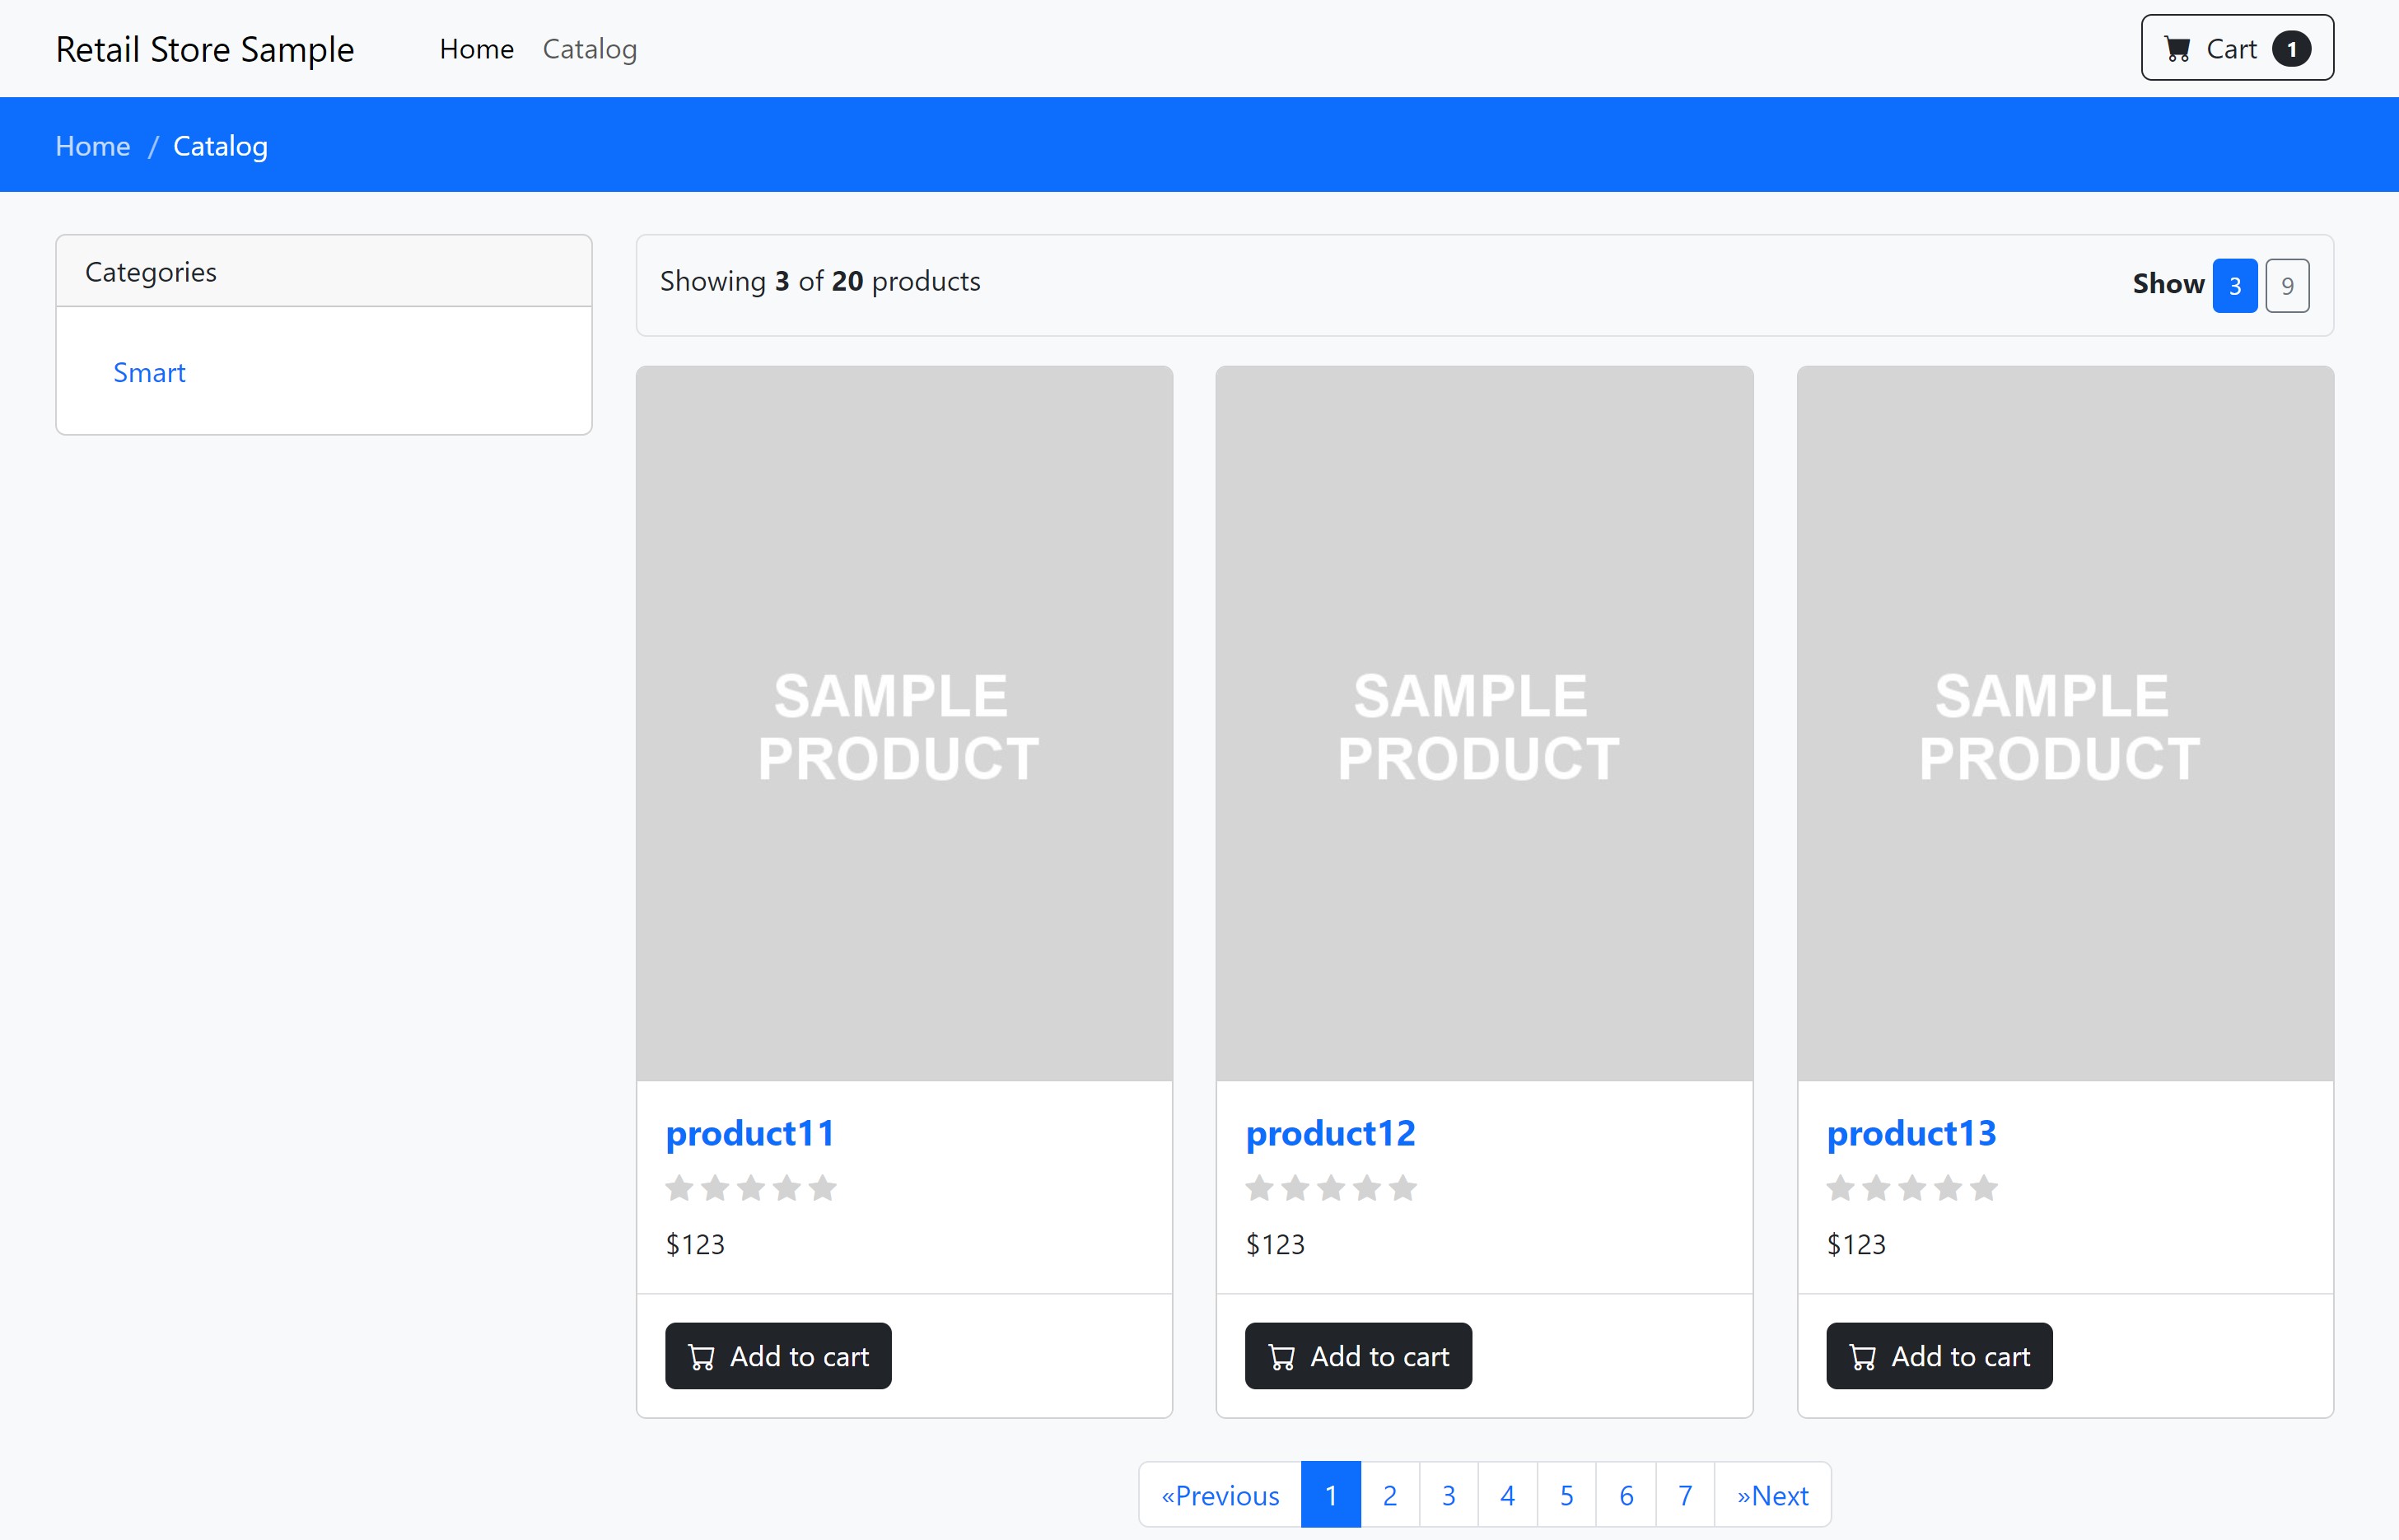 Retail Store Sample Home Catalog Cart 1
Home / Catalog
Categories
Smart
Showing 3 of 20 products Show 3 9
SAMPLE
PRODUCT
SAMPLE
PRODUCT
SAMPLE
PRODUCT
product11
$123
Add to cart
product12
$123
Add to cart
product13
$123
Add to cart
«Previous 1 2 3 4 5 6 7 »Next